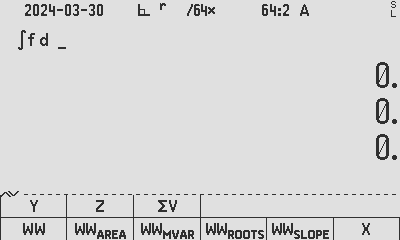 2024-03-30 ∟ r /64× 64:2 A S L
∫f d _
0.
0.
0.
Y Z ΣV
WW WWAREA WWMVAR WWROOTS WWSLOPE X